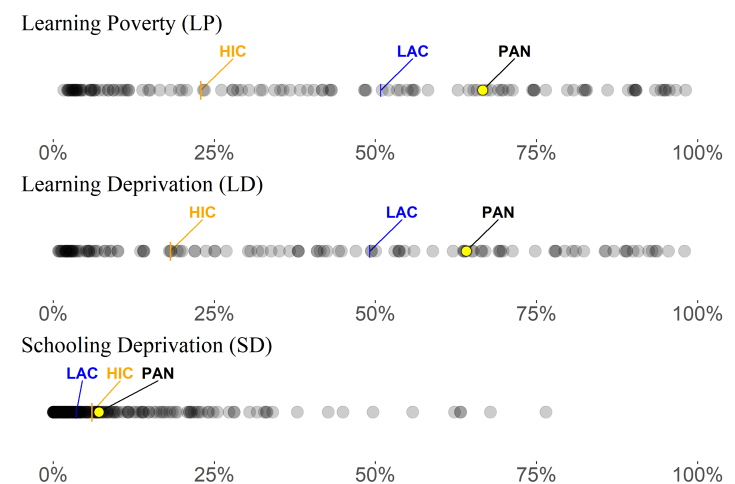 Learning Poverty (LP)
HIC LAC PAN
0% 25% 50% 75% 100%
Learning Deprivation (LD)
HIC LAC PAN
0% 25% 50% 75% 100%
Schooling Deprivation (SD)
LAC HIC PAN
0% 25% 50% 75% 100%